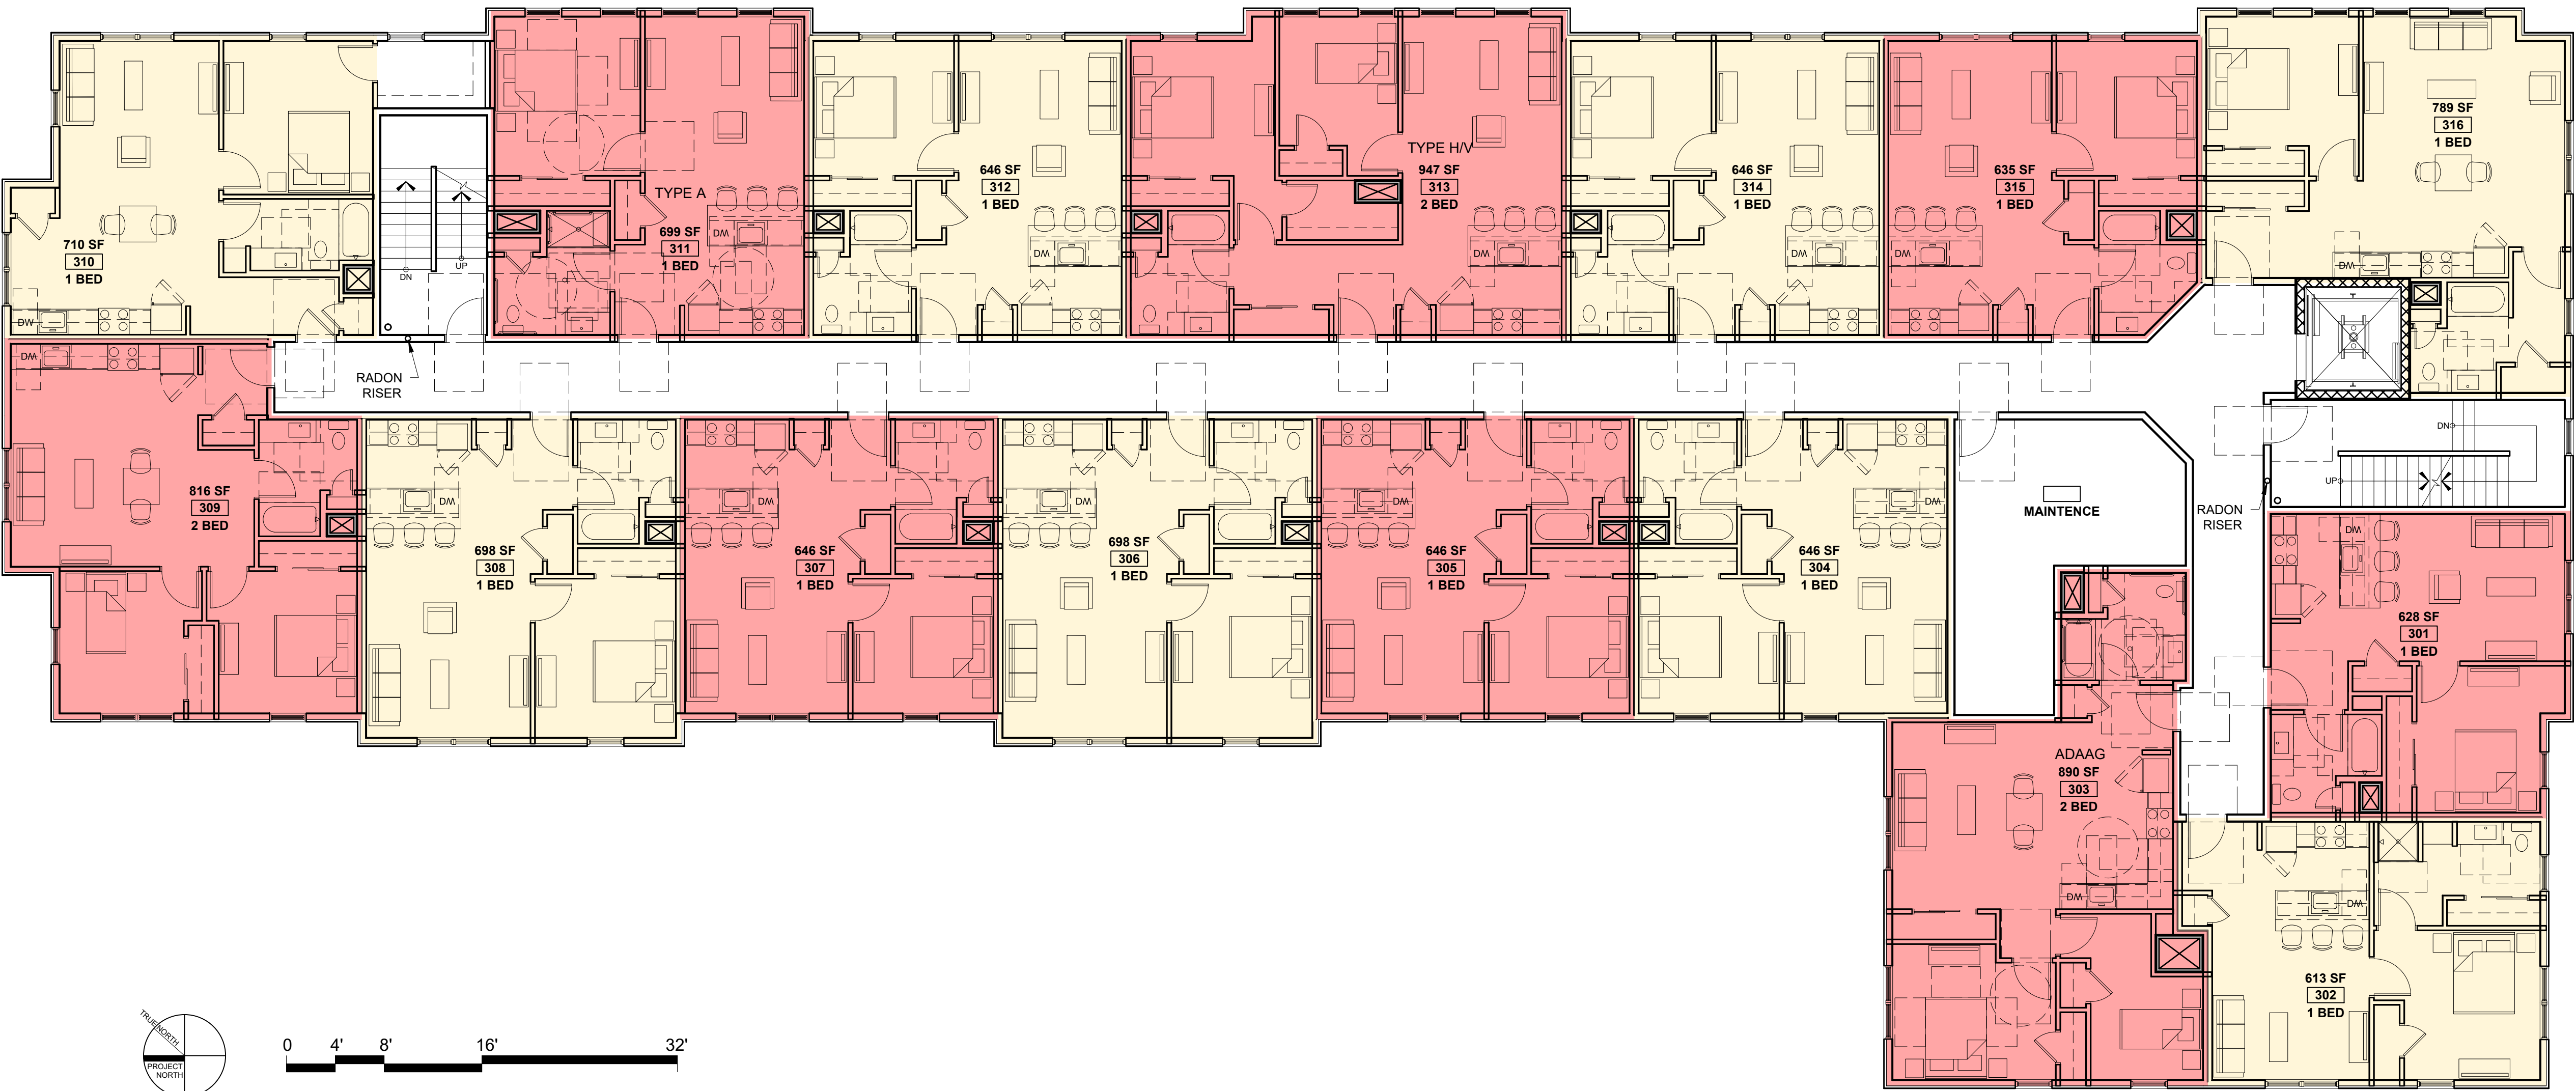 710 SF
310
1 BED
DW
DN
UP
TYPE A
699 SF
311
1 BED
DW
646 SF
312
1 BED
DW
TYPE H/V
947 SF
313
2 BED
DW
646 SF
314
1 BED
DW
635 SF
315
1 BED
DW
789 SF
316
1 BED
DW
RADON
RISER
DW
816 SF
309
2 BED
698 SF
308
1 BED
DW
646 SF
307
1 BED
DW
698 SF
306
1 BED
DW
646 SF
305
1 BED
DW
646 SF
304
1 BED
DW
MAINTENCE
DN
UP
RADON
RISER
DW
628 SF
301
1 BED
ADAAG
890 SF
303
2 BED
DW
DW
613 SF
302
1 BED
TRUE NORTH
PROJECT
NORTH
0 4' 8' 16' 32'